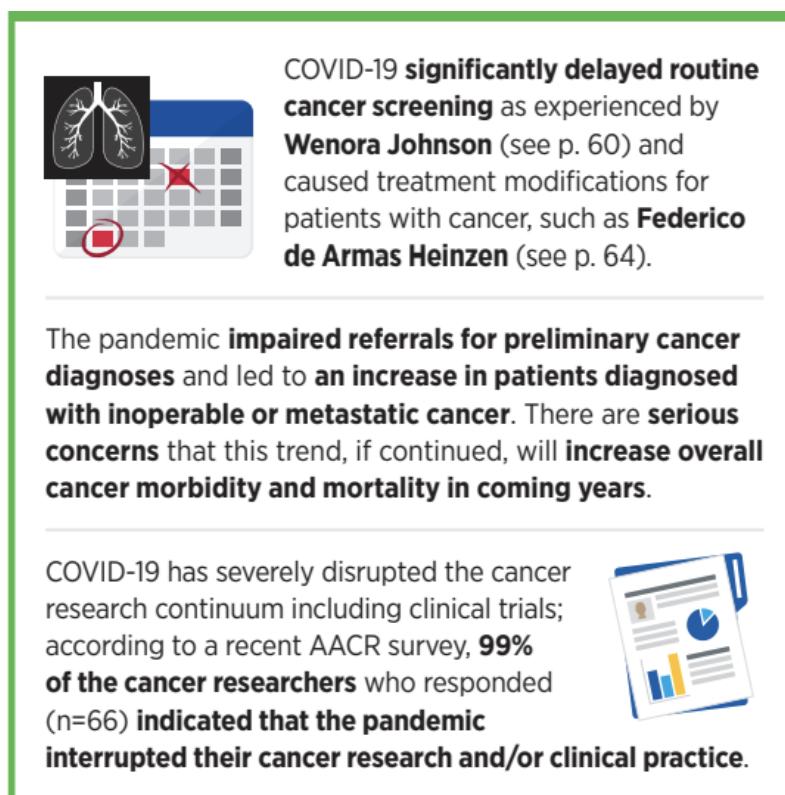 COVID-19 significantly delayed routine
cancer screening as experienced by
Wenora Johnson (see p. 60) and
caused treatment modifications for
patients with cancer, such as Federico
de Armas Heinzen (see p. 64).
The pandemic impaired referrals for preliminary cancer
diagnoses and led to an increase in patients diagnosed
with inoperable or metastatic cancer. There are serious
concerns that this trend, if continued, will increase overall
cancer morbidity and mortality in coming years.
COVID-19 has severely disrupted the cancer
research continuum including clinical trials;
according to a recent AACR survey, 99%
of the cancer researchers who responded
(n=66) indicated that the pandemic
interrupted their cancer research and/or clinical practice.